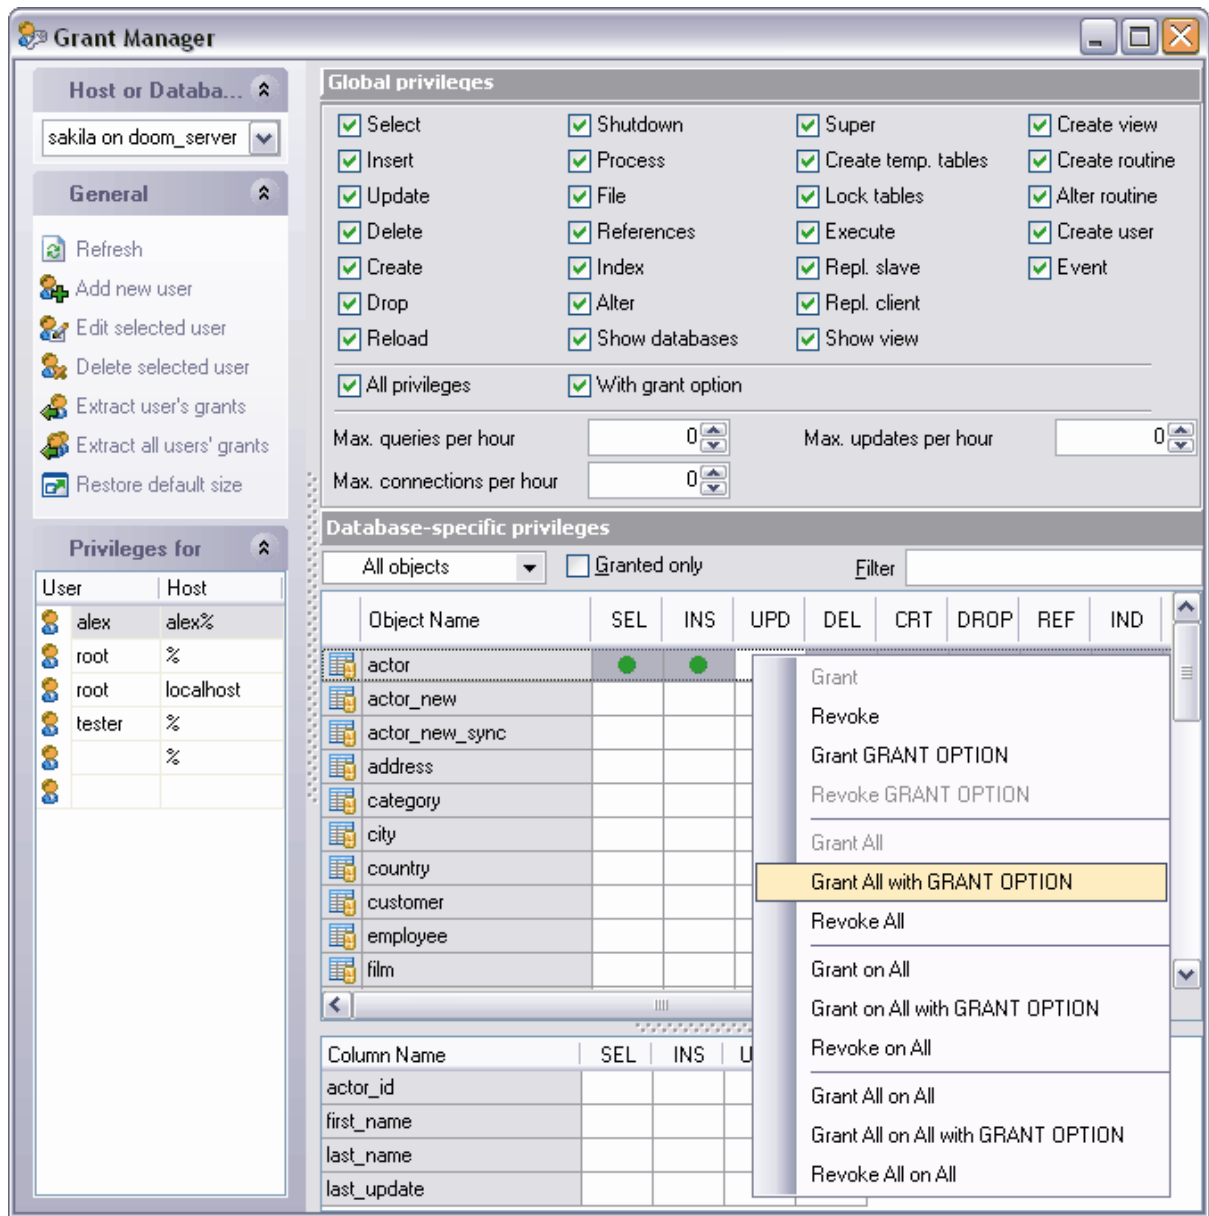 Grant Manager
Host or Databa...
sakila on doom_server
General
Refresh
Add new user
Edit selected user
Delete selected user
Extract user's grants
Extract all users' grants
Restore default size
Privileges for
User Host
alex alex%
root %
root localhost
tester %
%
Global privileges
Select Shutdown Super Create view
Insert Process Create temp. tables Create routine
Update File Lock tables Alter routine
Delete References Execute Create user
Create Index Repl. slave Event
Drop Alter Repl. client
Reload Show databases Show view
All privileges With grant option
Max. queries per hour 0 Max. updates per hour 0
Max. connections per hour 0
Database-specific privileges
All objects Granted only Filter
Object Name SEL INS UPD DEL CRT DROP REF IND
actor
actor_new
actor_new_sync
address
category
city
country
customer
employee
film
Column Name SEL INS U
actor_id
first_name
last_name
last_update
Grant
Revoke
Grant GRANT OPTION
Revoke GRANT OPTION
Grant All
Grant All with GRANT OPTION
Revoke All
Grant on All
Grant on All with GRANT OPTION
Revoke on All
Grant All on All
Grant All on All with GRANT OPTION
Revoke All on All